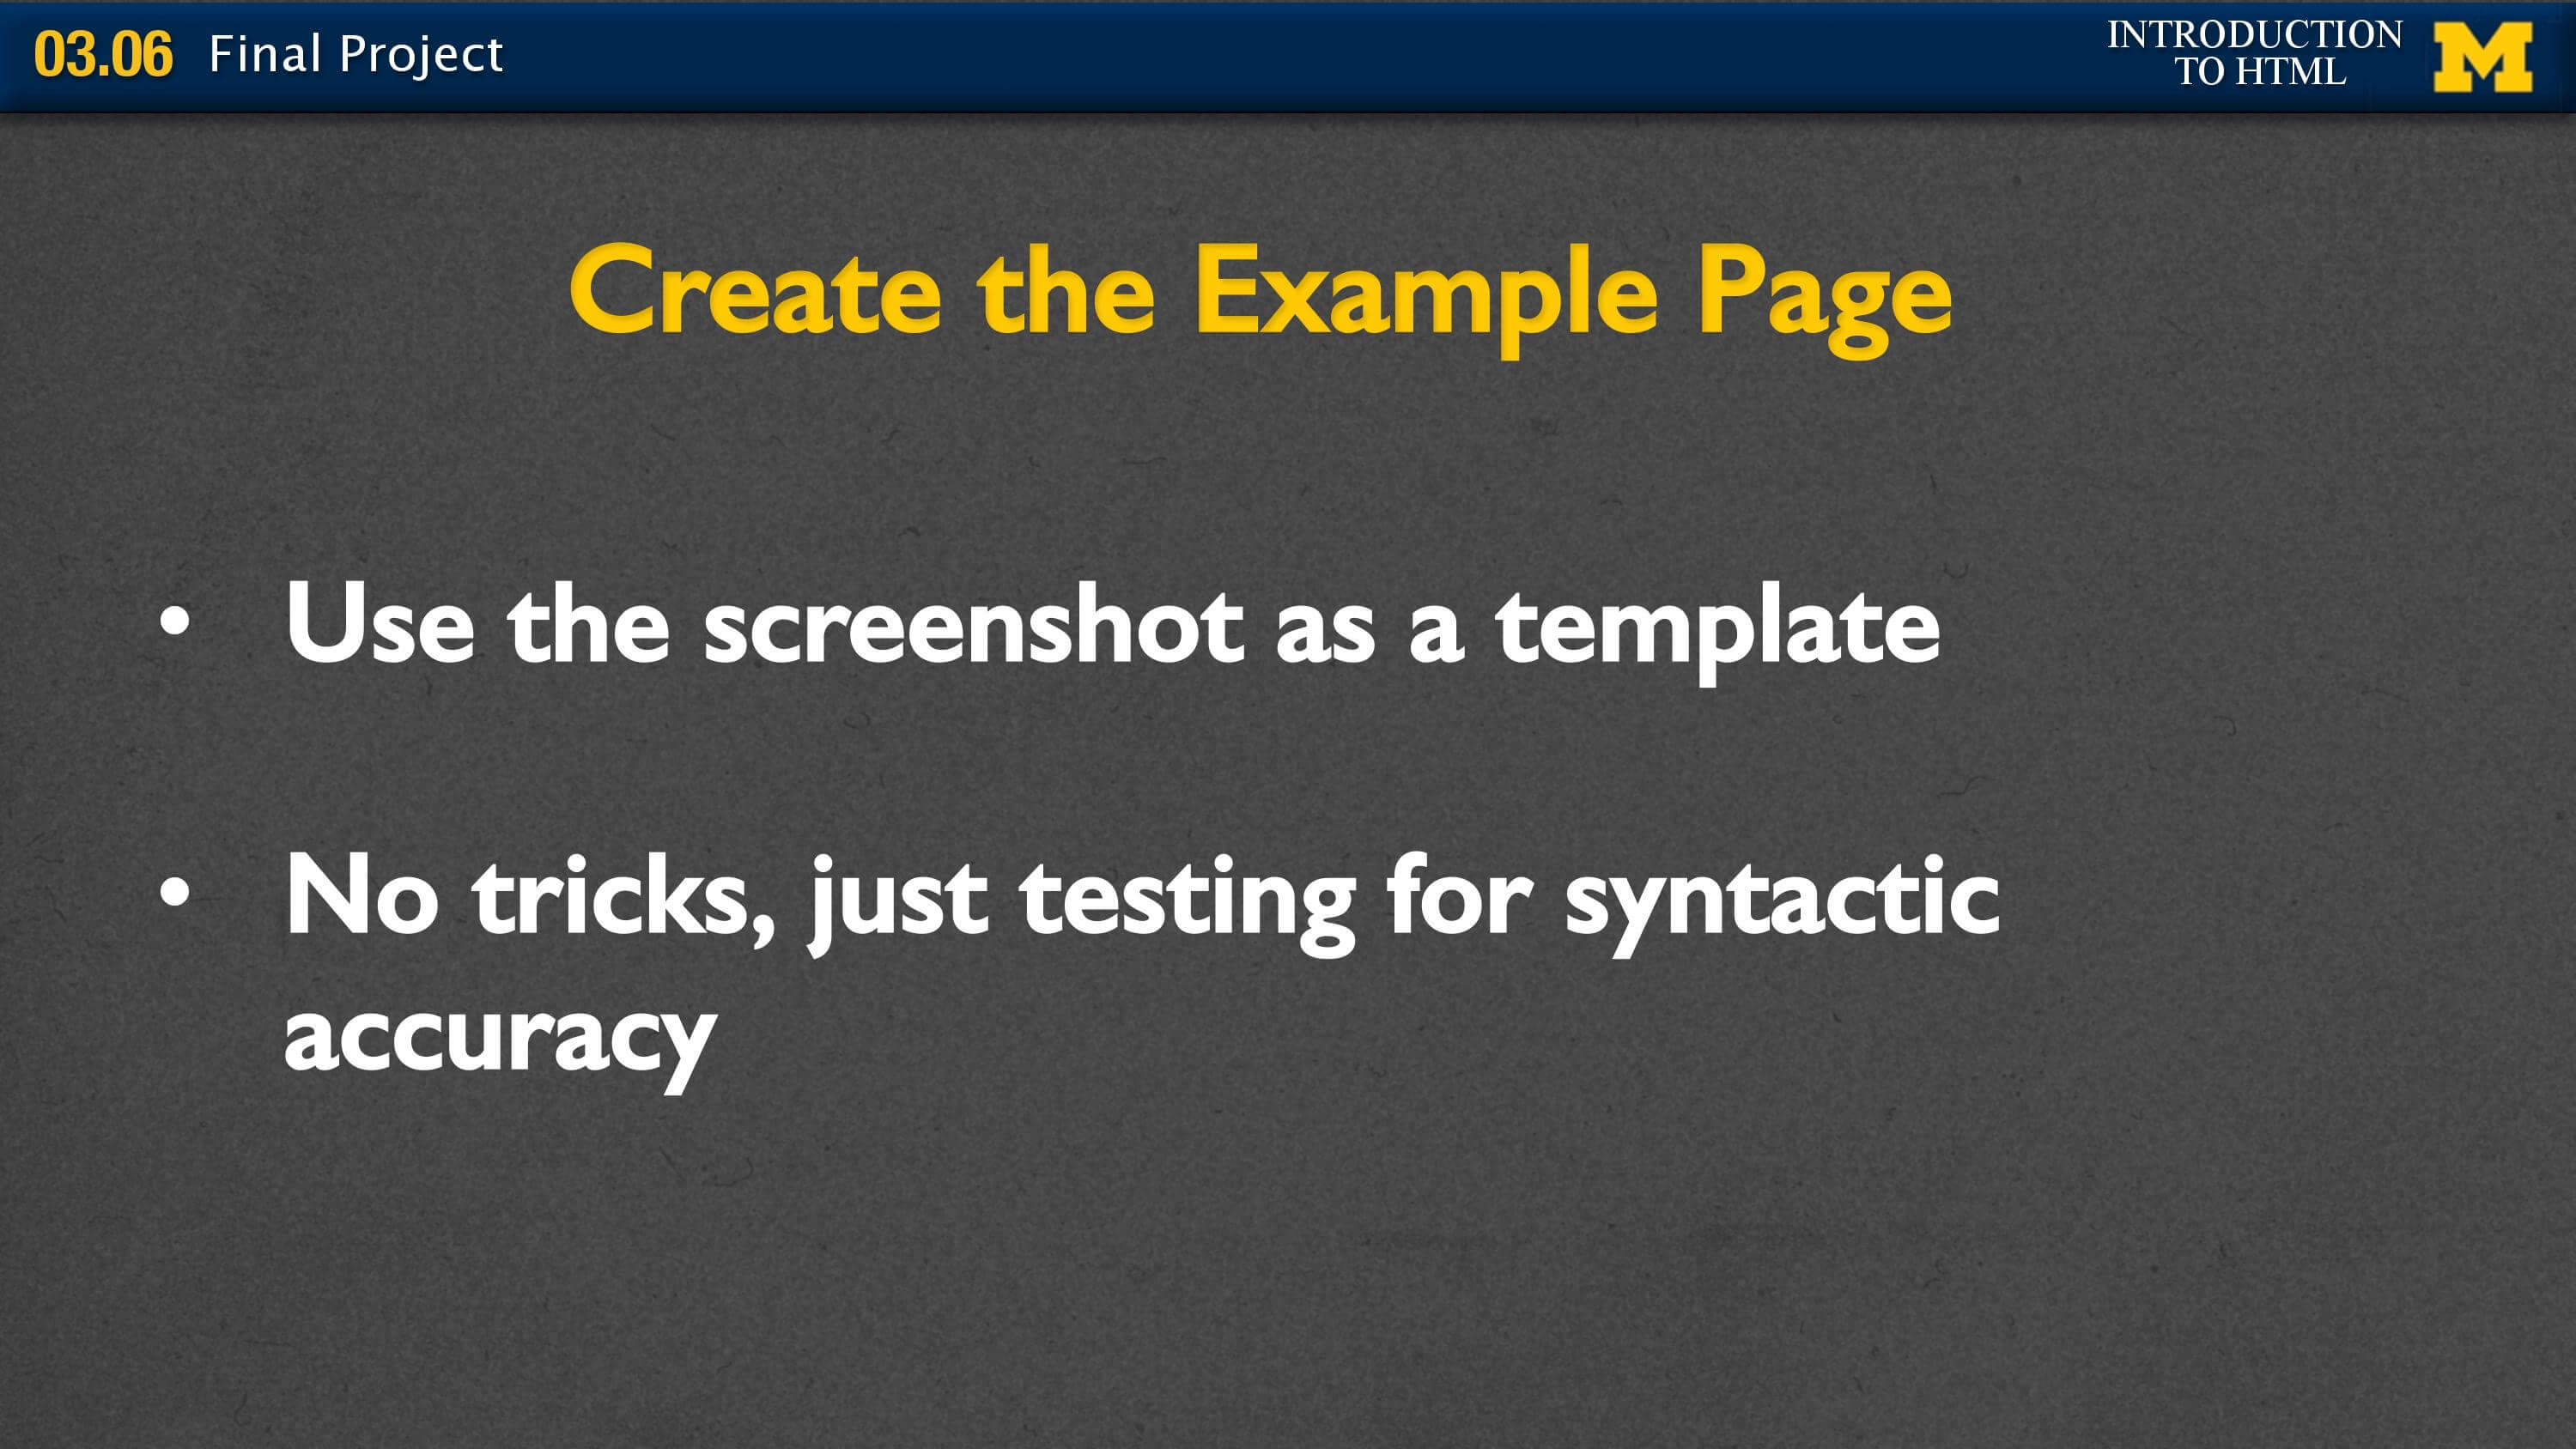 03.06 Final Project
INTRODUCTION
TO HTML
M
Create the Example Page
• Use the screenshot as a template
• No tricks, just testing for syntactic
accuracy